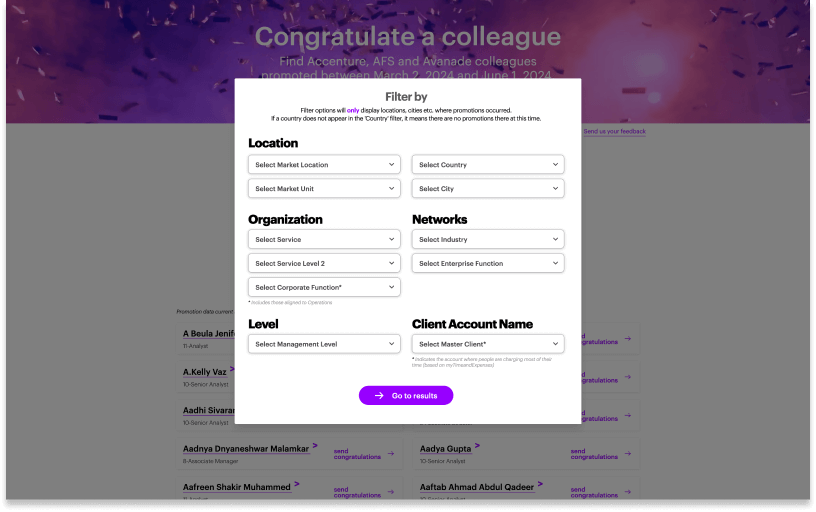 Congratulate a colleague
Find Accenture, AFS and Avanade colleagues
promoted between March 2, 2024 and June 1, 2024
Send us your feedback
Filter by
Filter options will only display locations, cities etc. where promotions occurred.
If a country does not appear in the 'Country' filter, it means there are no promotions there at this time.
Location
Select Market Location
Select Country
Select Market Unit
Select City
Organization
Networks
Select Service
Select Industry
Select Service Level 2
Select Enterprise Function
Select Corporate Function*
* Includes those aligned to Operations
Level
Client Account Name
Select Management Level
Select Master Client*
* Indicates the account where people are charging most of their
time (based on myTimeandExpenses)
Go to results
Promotion data current
A Beula Jenif
11-Analyst
send
congratulations
A.Kelly Vaz >
10-Senior Analyst
send
congratulations
Aadhi Sivaran
10-Senior Analyst
send
congratulations
Aadnya Dnyaneshwar Malamkar >
8-Associate Manager
send
congratulations
Aadya Gupta >
10-Senior Analyst
send
congratulations
Aafreen Shakir Muhammed >
11-Analyst
send
congratulations
Aaftab Ahmad Abdul Qadeer >
10-Senior Analyst
send
congratulations